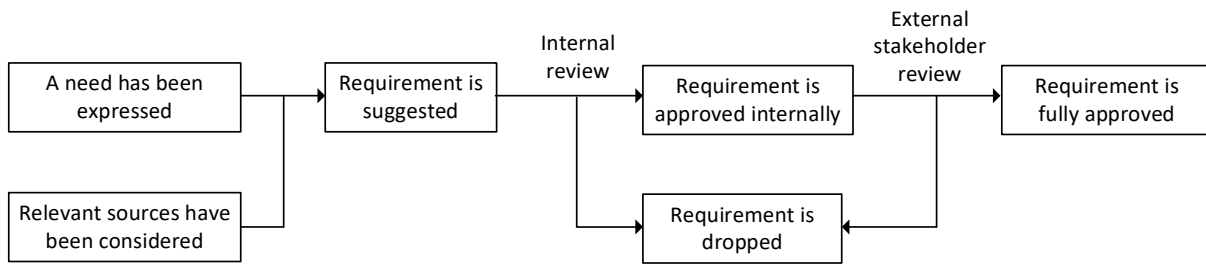 A need has been
expressed
Relevant sources have
been considered
Requirement is
suggested
Internal
review
Requirement is
approved internally
Requirement is
dropped
External
stakeholder
review
Requirement is
fully approved